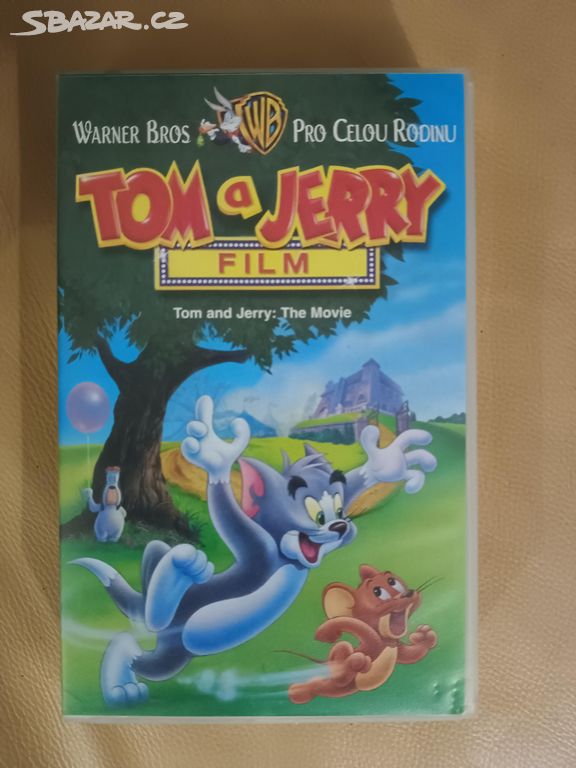 SBAZAR.CZ
WARNER BROS WB PRO CELOU RODINU
TOM a JERRY
FILM
Tom and Jerry: The Movie